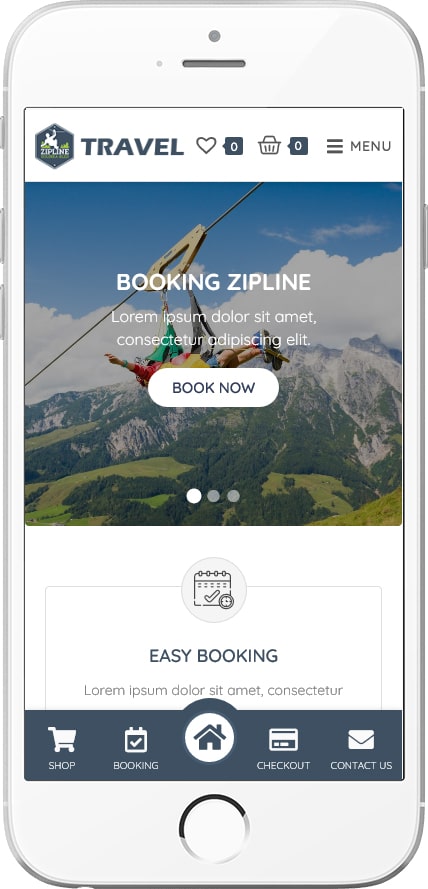 ZIPLINE
TRAVEL
0
0
MENU
BOOKING ZIPLINE
Lorem ipsum dolor sit amet,
consectetur adipiscing elit.
BOOK NOW
EASY BOOKING
Lorem ipsum dolor sit amet, consectetur
SHOP
BOOKING
CHECKOUT
CONTACT US